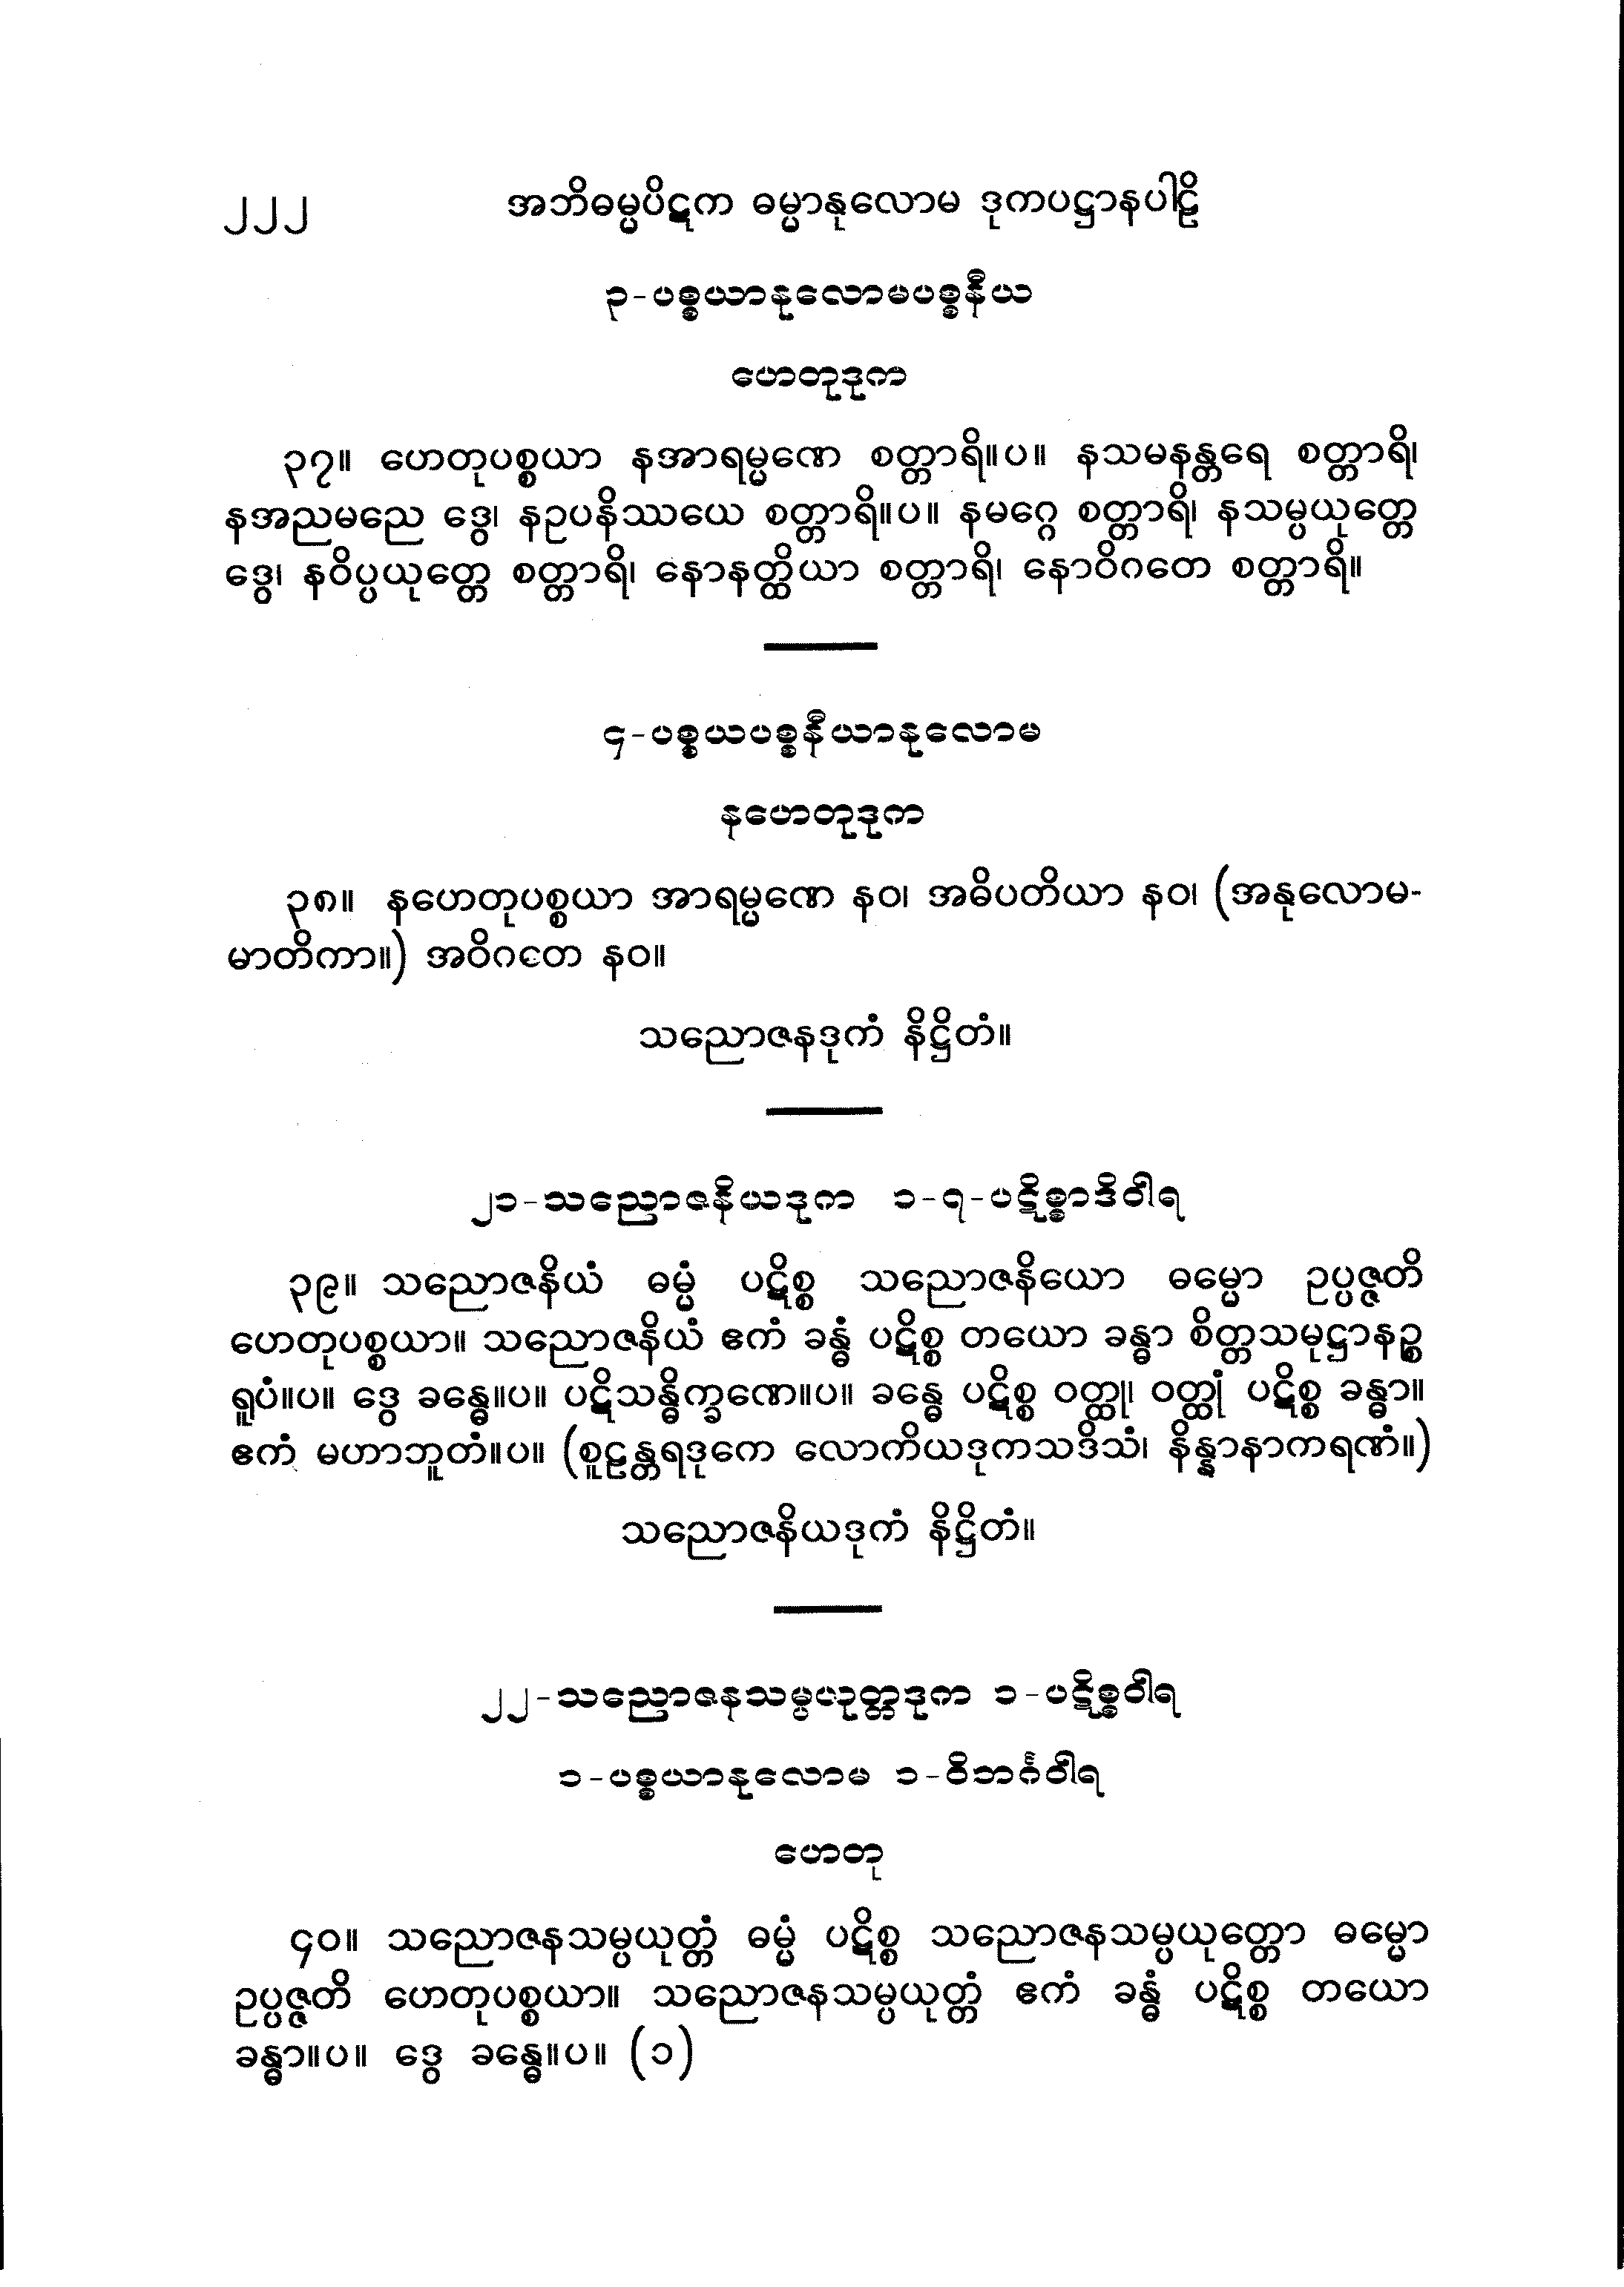 ၂၂၂ အဘိဓမ္မပိဋက ဓမ္မာနုလောမ ဒုကပဋ္ဌာနပါဠိ
၃-ပစ္စယာနုလောမပစ္စနီယ
ဟေတုဒုက
၃၇။ ဟေတုပစ္စယာ နအာရမ္မဏေ စတ္တာရိ။ပ။ နသမနန္တရေ စတ္တာရိ၊
နအညမညေ ဒွေ၊ နဥပနိဿယေ စတ္တာရိ။ပ။ နမဂ္ဂေ စတ္တာရိ၊ နသမ္ပယုတ္တေ
ဒွေ၊ နဝိပ္ပယုတ္တေ စတ္တာရိ၊ နောနတ္ထိယာ စတ္တာရိ၊ နောဝိဂတေ စတ္တာရိ။
၄-ပစ္စယပစ္စနီယာနုလောမ
နဟေတုဒုက
၃၈။ နဟေတုပစ္စယာ အာရမ္မဏေ နဝ၊ အဓိပတိယာ နဝ၊ (အနုလောမ-
မာတိကာ။) အဝိဂတေ နဝ။
သညောဇနဒုကံ နိဋ္ဌိတံ။
၂၁-သညောဇနိယဒုက ၁-၇-ပဋိစ္စာဒိဝါရ
၃၉။ သညောဇနိယံ ဓမ္မံ ပဋိစ္စ သညောဇနိယော ဓမ္မော ဥပ္ပဇ္ဇတိ
ဟေတုပစ္စယာ။ သညောဇနိယံ ဧကံ ခန္ဓံ ပဋိစ္စ တယော ခန္ဓာ စိတ္တသမုဋ္ဌာနဉ္စ
ရူပံ။ပ။ ဒွေ ခန္ဓေ။ပ။ ပဋိသန္ဓိက္ခဏေ။ပ။ ခန္ဓေ ပဋိစ္စ ဝတ္ထု၊ ဝတ္ထုံ ပဋိစ္စ ခန္ဓာ။
ဧကံ မဟာဘူတံ။ပ။ (စူဠန္တရဒုကေ လောကိယဒုကသဒိသံ၊ နိန္နာနာကရဏံ။)
သညောဇနိယဒုကံ နိဋ္ဌိတံ။
၂၂-သညောဇနသမ္ပယုတ္တဒုက ၁-ပဋိစ္စဝါရ
၁-ပစ္စယာနုလောမ ၁-ဝိဘင်္ဂဝါရ
ဟေတု
၄၀။ သညောဇနသမ္ပယုတ္တံ ဓမ္မံ ပဋိစ္စ သညောဇနသမ္ပယုတ္တော ဓမ္မော
ဥပ္ပဇ္ဇတိ ဟေတုပစ္စယာ။ သညောဇနသမ္ပယုတ္တံ ဧကံ ခန္ဓံ ပဋိစ္စ တယော
ခန္ဓာ။ပ။ ဒွေ ခန္ဓေ။ပ။ (၁)